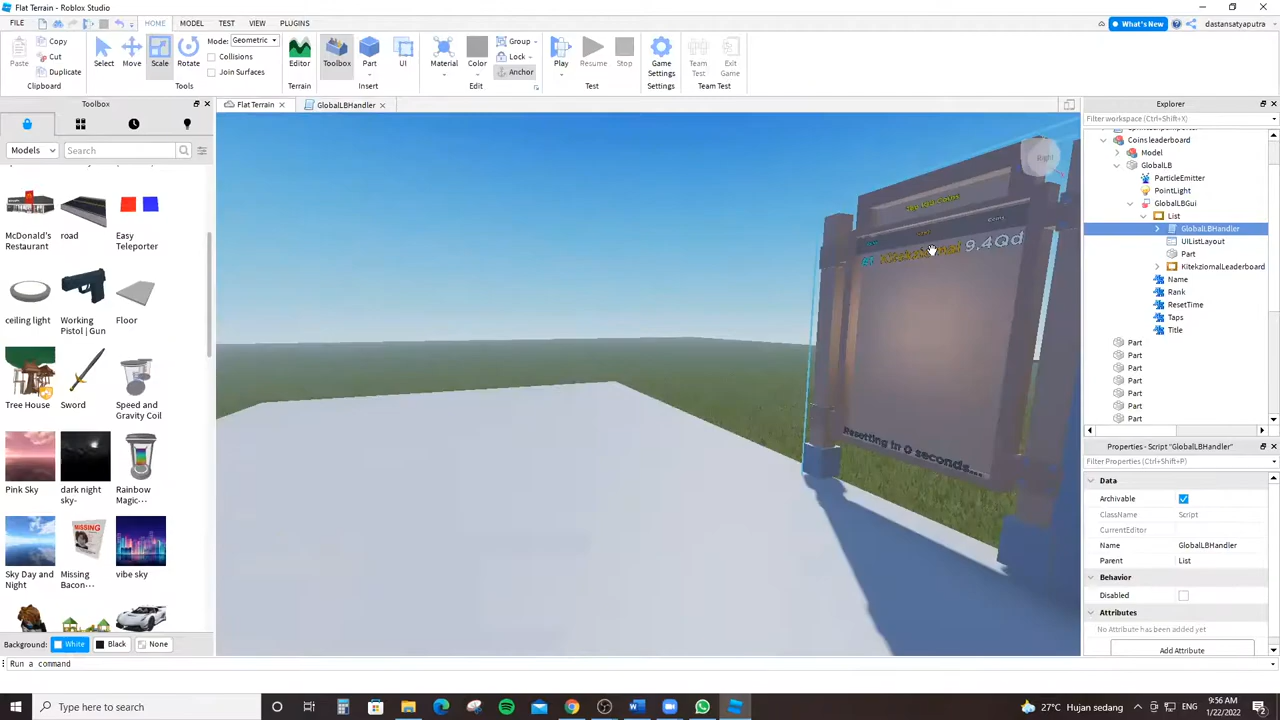 Flat Terrain - Roblox Studio
FILE
HOME
MODEL
TEST
VIEW
PLUGINS
What's New
dastansatyaputra
Paste
Copy
Cut
Duplicate
Clipboard
Select
Move
Scale
Rotate
Mode:
Geometric
Collisions
Join Surfaces
Tools
Editor
Terrain
Toolbox
Part
UI
Insert
Material
Color
Group
Lock
Anchor
Edit
Play
Resume
Stop
Test
Game
Settings
Settings
Team
Test
Exit
Game
Team Test
Toolbox
Flat Terrain
GlobalLBHandler
Explorer
Filter workspace (Ctrl+Shift+X)
Models
Search
McDonald's
Restaurant
road
Easy
Teleporter
ceiling light
Working
Pistol | Gun
Floor
Tree House
Sword
Speed and
Gravity Coil
Pink Sky
dark night
sky-
Rainbow
Magic···
Sky Day and
Night
MISSING
Missing
Bacon···
vibe sky
Background:
White
Black
None
Right
Coins
9.4Qd
Resetting in 0 seconds...
Coins leaderboard
Model
GlobalLB
ParticleEmitter
PointLight
GlobalLBGui
List
GlobalLBHandler
UIListLayout
Part
KitekziomalLeaderboard
Name
Rank
ResetTime
Taps
Title
Part
Part
Part
Part
Part
Part
Part
Properties - Script "GlobalLBHandler"
Filter Properties (Ctrl+Shift+P)
Data
Archivable
ClassName
Script
CurrentEditor
Name
GlobalLBHandler
Parent
List
Behavior
Disabled
Attributes
No Attribute has been added yet
Add Attribute
Run a command
Type here to search
27°C Hujan sedang
9:56 AM
1/22/2022
2